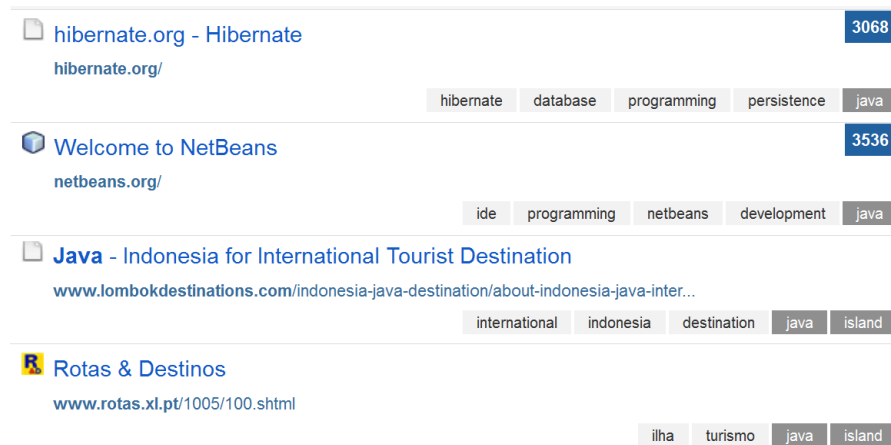 hibernate.org - Hibernate 3068
hibernate.org/
hibernate database programming persistence java
Welcome to NetBeans 3536
netbeans.org/
ide programming netbeans development java
Java - Indonesia for International Tourist Destination
www.lombokdestinations.com/indonesia-java-destination/about-indonesia-java-inter...
international indonesia destination java island
R &D Rotas & Destinos
www.rotas.xl.pt/1005/100.shtml
ilha turismo java island